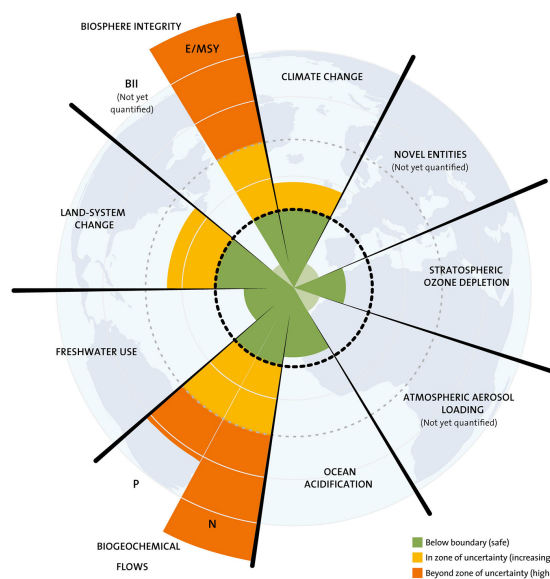 BIOSPHERE INTEGRITY
E/MSY
CLIMATE CHANGE
BII
(Not yet
quantified)
NOVEL ENTITIES
(Not yet quantified)
LAND-SYSTEM
CHANGE
STRATOSPHERIC
OZONE DEPLETION
FRESHWATER USE
ATMOSPHERIC AEROSOL
LOADING
(Not yet quantified)
P
OCEAN
ACIDIFICATION
N
BIOGEOCHEMICAL
FLOWS
Below boundary (safe)
In zone of uncertainty (increasing
Beyond zone of uncertainty (high